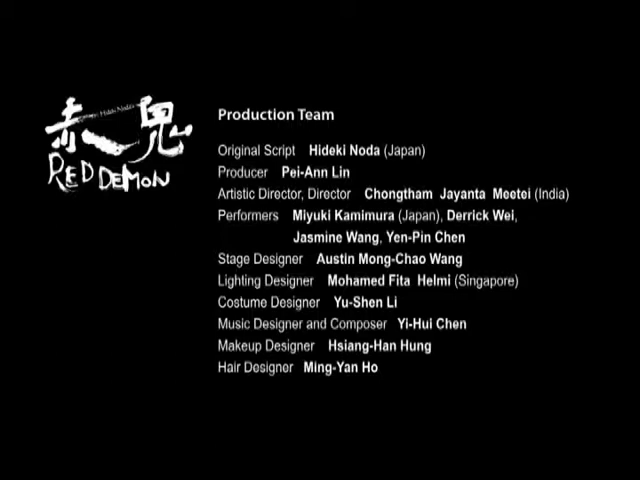 赤鬼
RED DEMON
Production Team
Original Script Hideki Noda (Japan)
Producer Pei-Ann Lin
Artistic Director, Director Chongtham Jayanta Meetei (India)
Performers Miyuki Kamimura (Japan), Derrick Wei,
Jasmine Wang, Yen-Pin Chen
Stage Designer Austin Mong-Chao Wang
Lighting Designer Mohamed Fita Helmi (Singapore)
Costume Designer Yu-Shen Li
Music Designer and Composer Yi-Hui Chen
Makeup Designer Hsiang-Han Hung
Hair Designer Ming-Yan Ho